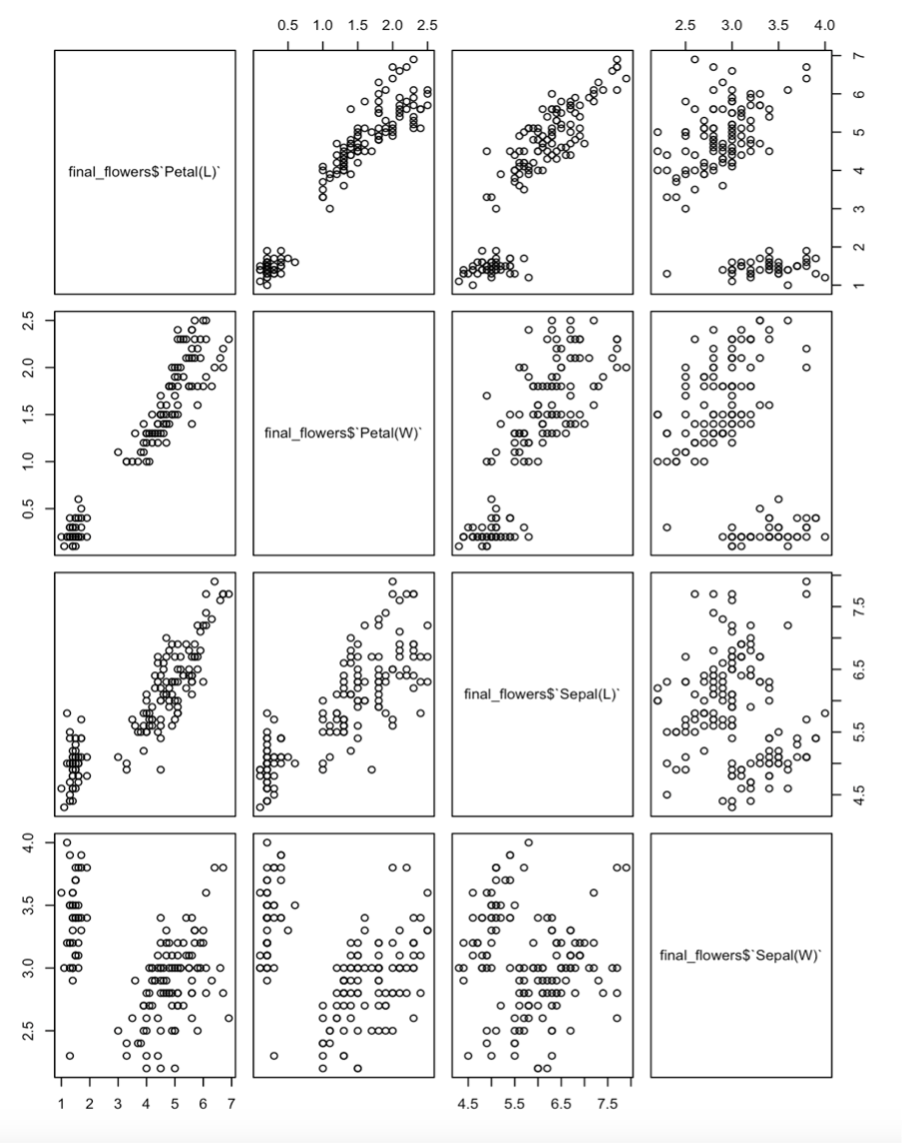 0.5 1.0 1.5 2.0 2.5
2.5 3.0 3.5 4.0
final_flowers$`Petal(L)`
1 2 3 4 5 6 7
0.5 1.0 1.5 2.0 2.5
final_flowers$`Petal(W)`
final_flowers$`Sepal(L)`
4.5 5.5 6.5 7.5
2.5 3.0 3.5 4.0
final_flowers$`Sepal(W)`
1 2 3 4 5 6 7
4.5 5.5 6.5 7.5